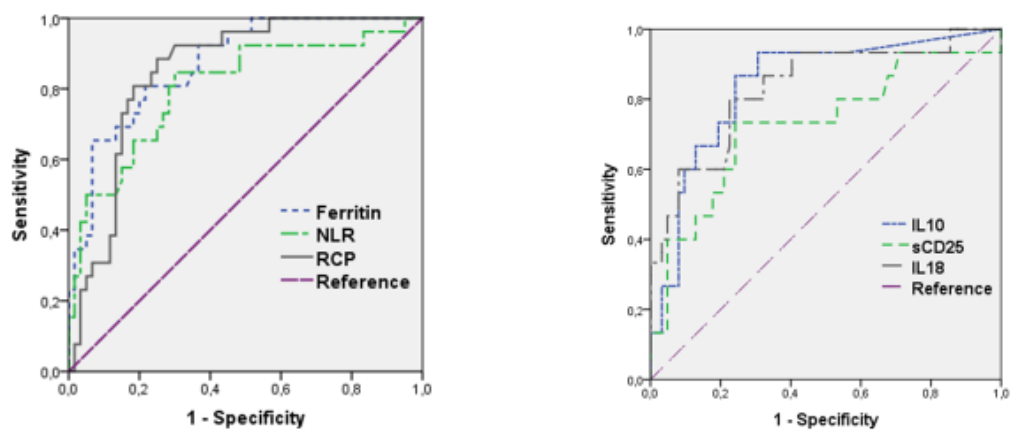 1,0
0,8
0,6
0,4
0,2
0,0
Sensitivity
Ferritin
NLR
RCP
Reference
0,0 0,2 0,4 0,6 0,8 1,0
1 - Specificity
1,0
0,8
0,6
0,4
0,2
0,0
Sensitivity
IL10
sCD25
IL18
Reference
0,0 0,2 0,4 0,6 0,8 1,0
1 - Specificity